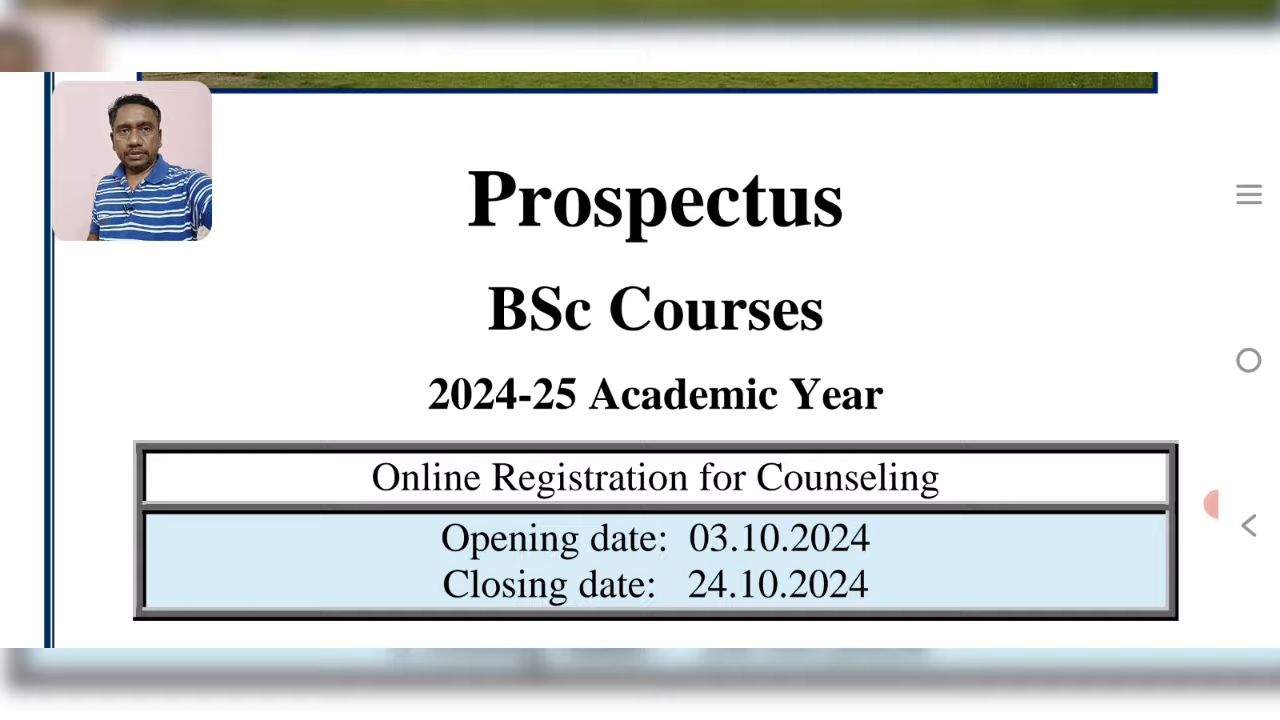 Prospectus
BSc Courses
2024-25 Academic Year
Online Registration for Counseling
Opening date: 03.10.2024
Closing date: 24.10.2024